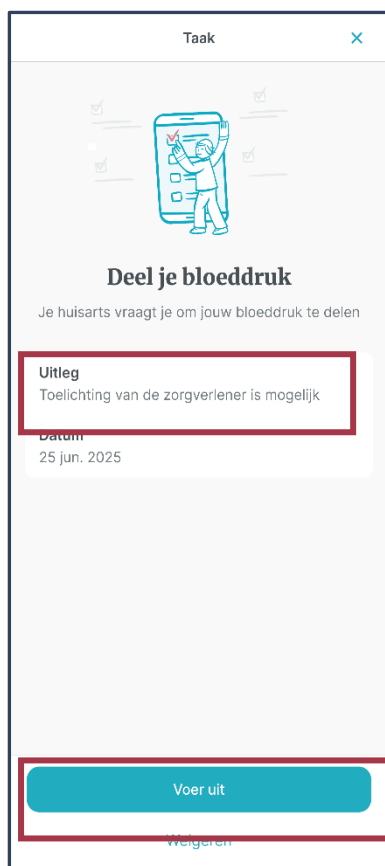 Taak
Deel je bloeddruk
Je huisarts vraagt je om jouw bloeddruk te delen
Uitleg
Toelichting van de zorgverlener is mogelijk
Datum
25 jun. 2025
Voer uit
Weigeren